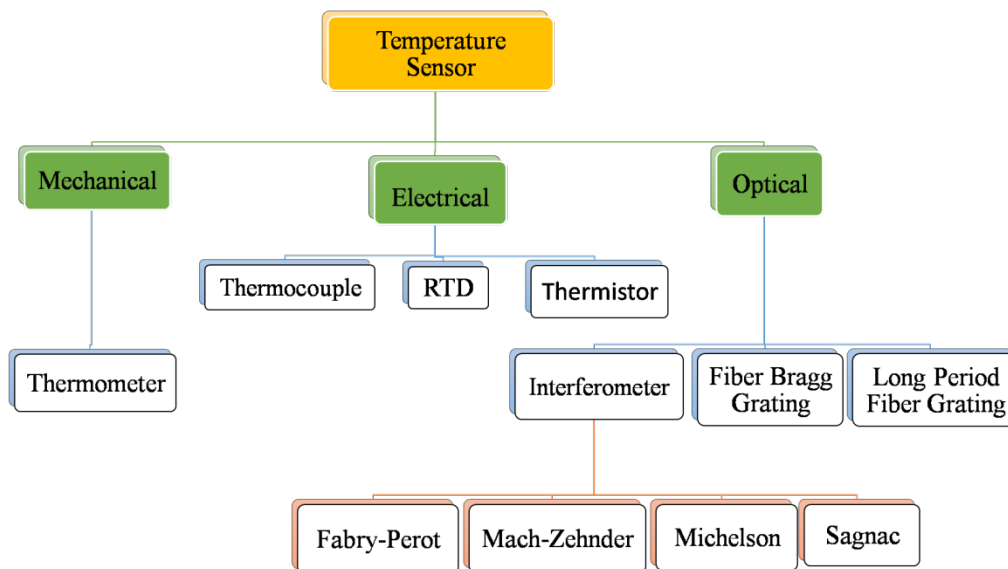 Temperature
Sensor
Mechanical
Electrical
Optical
Thermocouple
RTD
Thermistor
Thermometer
Interferometer
Fiber Bragg
Grating
Long Period
Fiber Grating
Fabry-Perot
Mach-Zehnder
Michelson
Sagnac